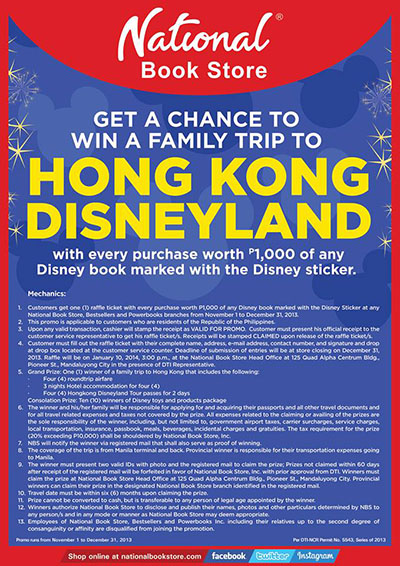 National®
Book Store
GET A CHANCE TO
WIN A FAMILY TRIP TO
HONG KONG
DISNEYLAND
with every purchase worth ₱1,000 of any
Disney book marked with the Disney sticker.
Mechanics:
1. Customers get one (1) raffle ticket with every purchase worth P1,000 of any Disney book marked with the Disney Sticker at any
National Book Store, Bestsellers and Powerbooks branches from November 1 to December 31, 2013.
2. This promo is applicable to customers who are residents of the Republic of the Philippines.
3. Upon any valid transaction, cashier will stamp the receipt as VALID FOR PROMO. Customer must present his official receipt to the
customer service representative to get his raffle ticket/s. Receipts will be stamped CLAIMED upon release of the raffle ticket/s.
4. Customer must fill out the raffle ticket with their complete name, address, e-mail address, contact number, and signature and drop
at drop box located at the customer service counter. Deadline of submission of entries will be at store closing on December 31,
2013. Raffle will be on January 10, 2014, 3:00 p.m., at the National Book Store Head Office at 125 Quad Alpha Centrum Bldg.,
Pioneer St., Mandaluyong City in the presence of DTI Representative.
5. Grand Prize: One (1) winner of a family trip to Hong Kong that includes the following:
- Four (4) roundtrip airfare
- 3 nights Hotel accommodation for four (4)
- Four (4) Hongkong Disneyland Tour passes for 2 days
Consolation Prize: Ten (10) winners of Disney toys and products package
6. The winner and his/her family will be responsible for applying for and acquiring their passports and all other travel documents and
for all travel related expenses and taxes not covered by the prize. All expenses related to the claiming or availing of the prizes are
the sole responsibility of the winner, including, but not limited to, government airport taxes, carrier surcharges, service charges,
local transportation, insurance, passbook, meals, beverages, incidental charges and gratuities. The tax requirement for the prize
(20% exceeding P10,000) shall be shouldered by National Book Store, Inc.
7. NBS will notify the winner via registered mail that shall also serve as proof of winning.
8. The coverage of the trip is from Manila terminal and back. Provincial winner is responsible for their transportation expenses going
to Manila.
9. The winner must present two valid IDs with photo and the registered mail to claim the prize; Prizes not claimed within 60 days
after receipt of the registered mail will be forfeited in favor of National Book Store, Inc. with prior approval from DTI. Winners must
claim the prize at National Book Store Head Office at 125 Quad Alpha Centrum Bldg., Pioneer St., Mandaluyong City. Provincial
winners can claim their prize in the designated National Book Store branch identified in the registered mail.
10. Travel date must be within six (6) months upon claiming the prize.
11. Prize cannot be converted to cash, but is transferable to any person of legal age appointed by the winner.
12. Winners authorize National Book Store to disclose and publish their names, photos and other particulars determined by NBS to
any person/s and in any mode or manner as National Book Store may deem appropriate.
13. Employees of National Book Store, Bestsellers and Powerbooks Inc. including their relatives up to the second degree of
consanguinity or affinity are disqualified from joining the promotion.
Promo runs from November 1 to December 31, 2013 Per DTI-NCR Permit No. 5943, Series of 2013
Shop online at nationalbookstore.com facebook twitter Instagram